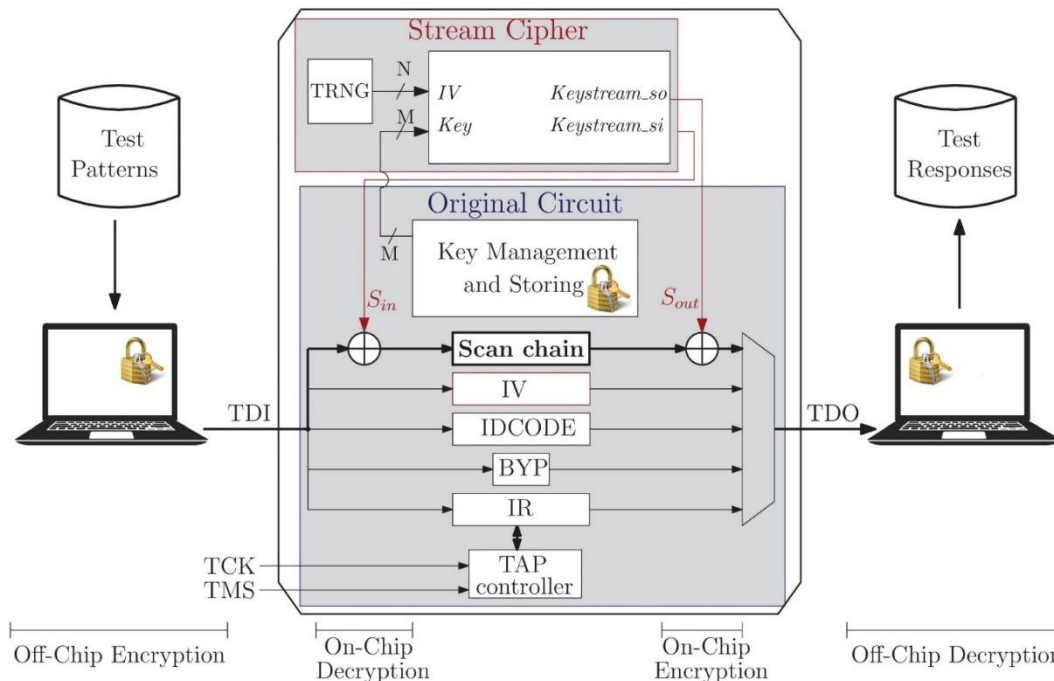 Stream Cipher
TRNG
N
M
IV
Key
Keystream_so
Keystream_si
Test
Patterns
Test
Responses
Original Circuit
M
Key Management
and Storing
S_in
S_out
Scan chain
IV
IDCODE
BYP
IR
TAP
controller
TDI
TDO
TCK
TMS
Off-Chip Encryption
On-Chip
Decryption
On-Chip
Encryption
Off-Chip Decryption